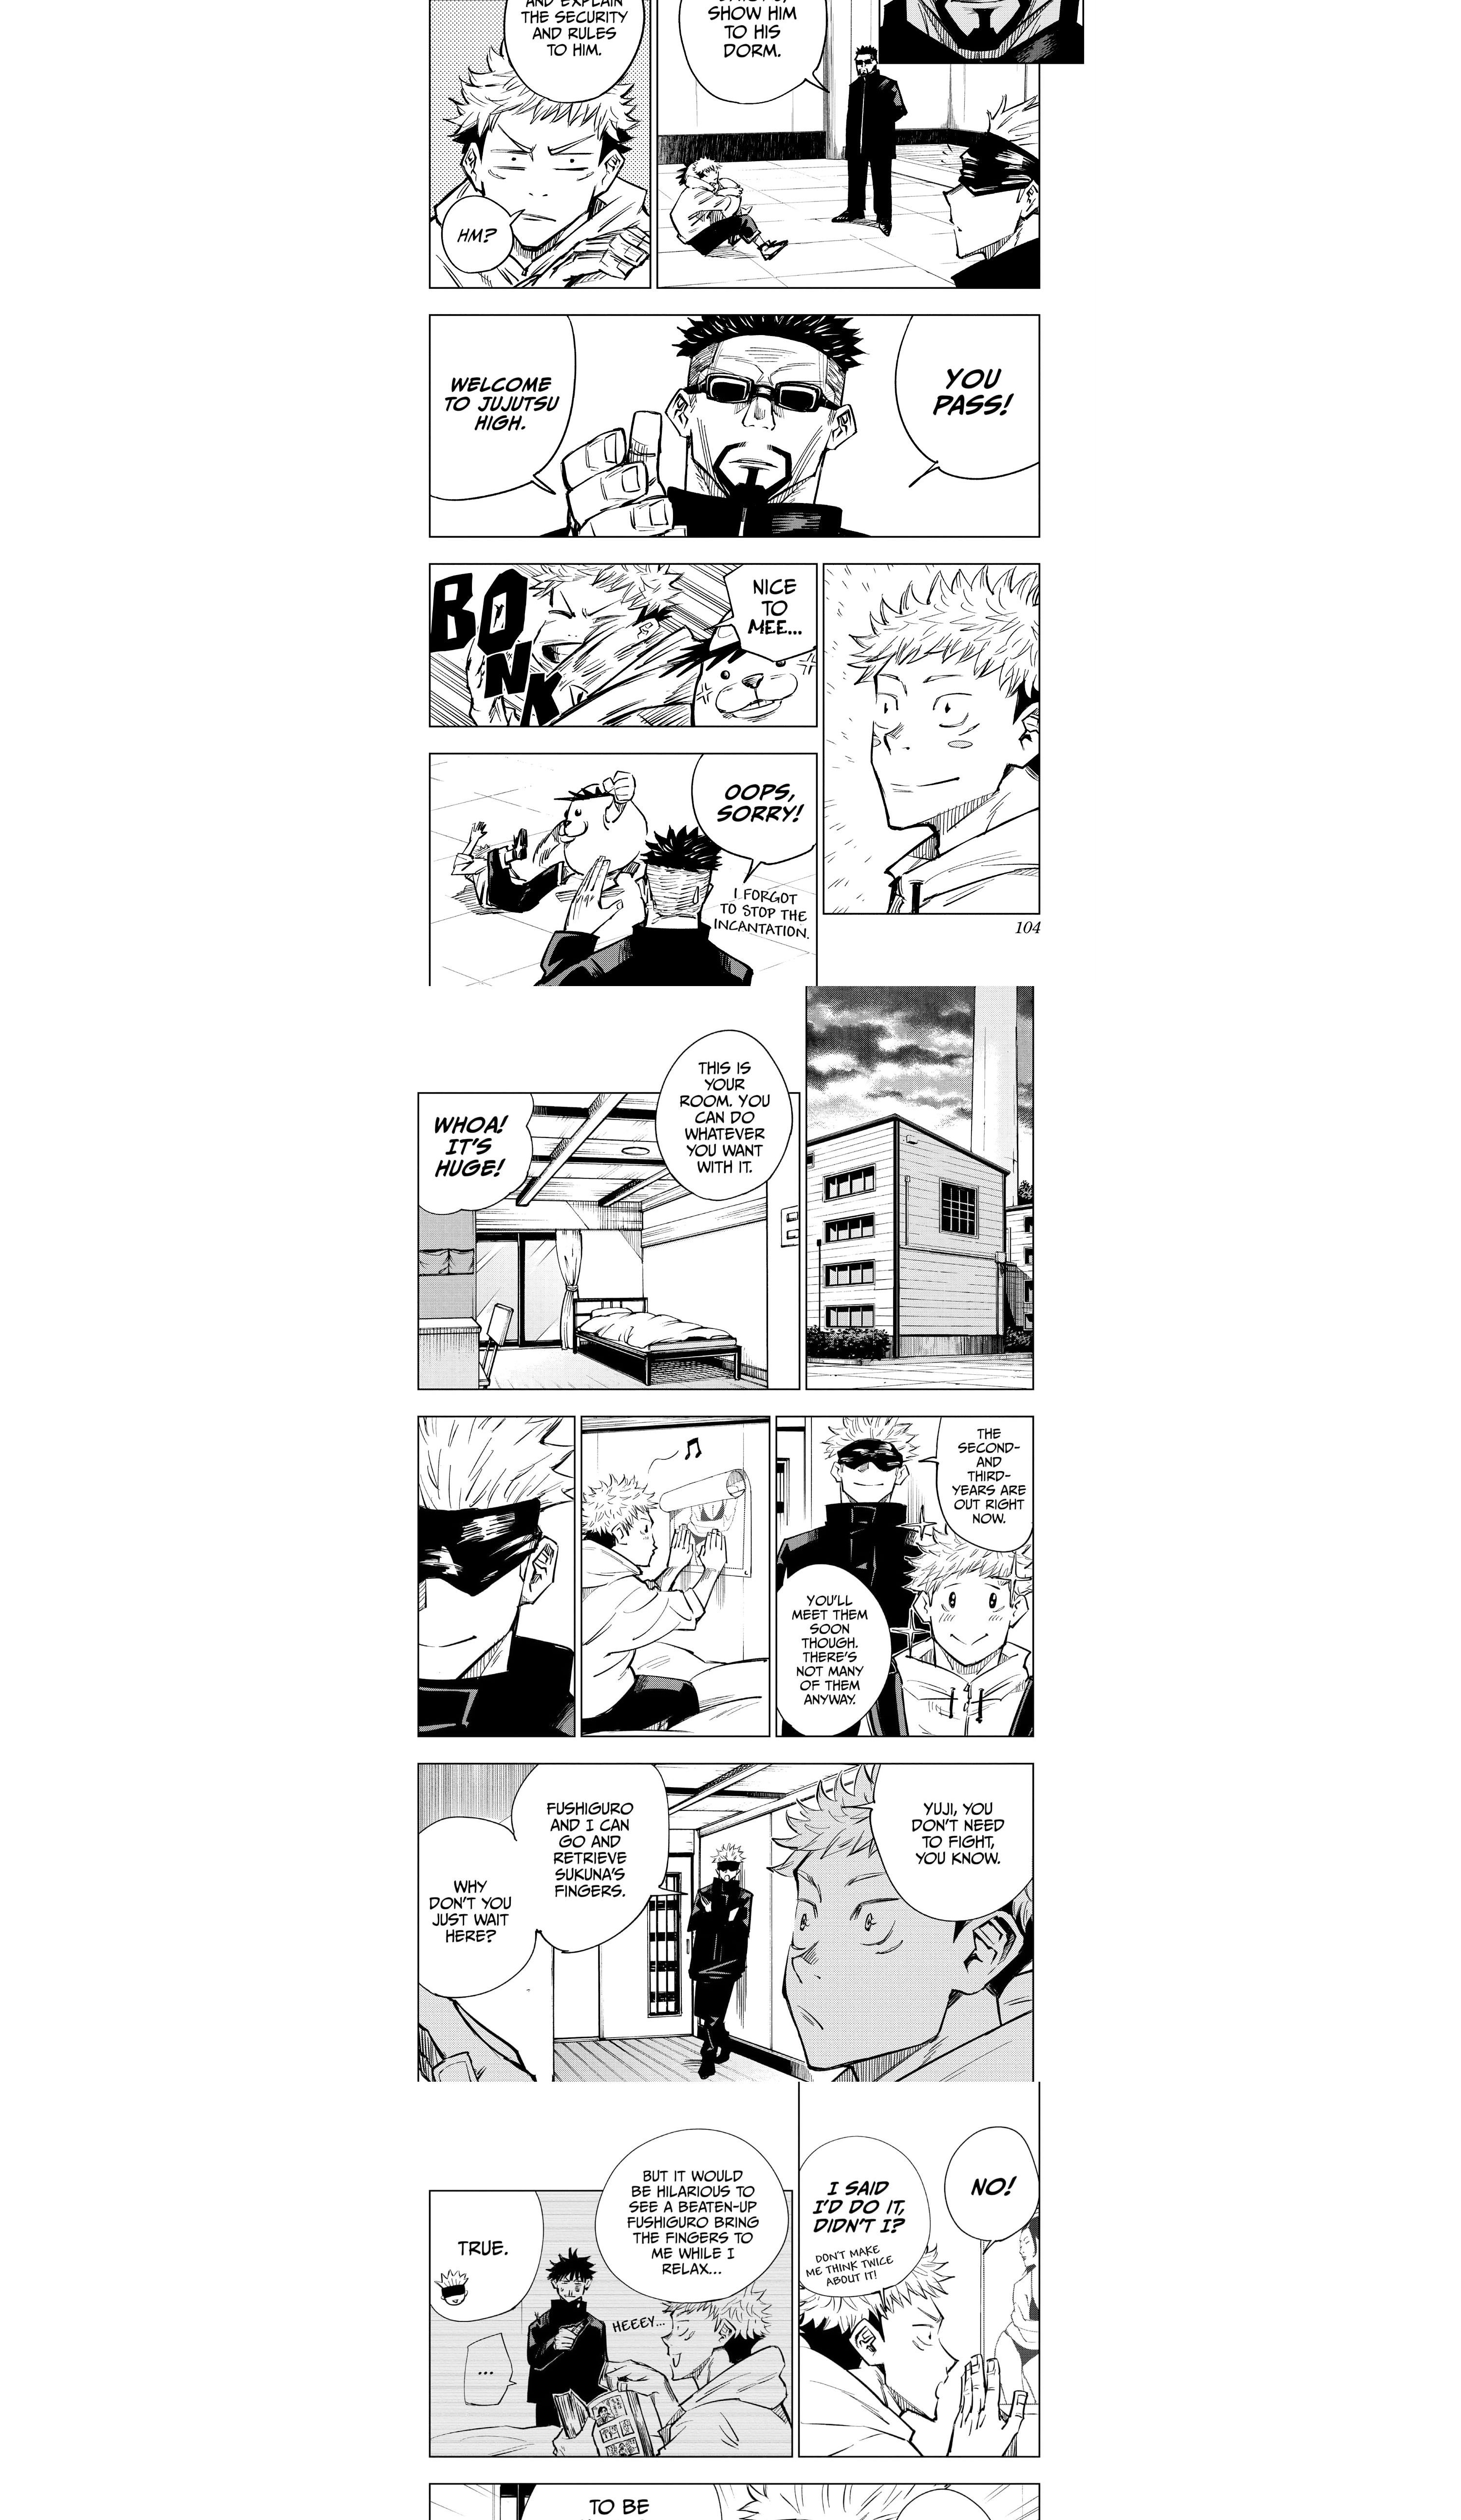 SHOW HIM
TO HIS
DORM.
AND EXPLAIN
THE SECURITY
AND RULES
TO HIM.
HM?
YOU
PASS!
WELCOME
TO JUJUTSU
HIGH.
NICE
TO
MEE...
BONK
OOPS,
SORRY!
I FORGOT
TO STOP THE
INCANTATION.
104
THIS IS
YOUR
ROOM. YOU
CAN DO
WHATEVER
YOU WANT
WITH IT.
WHOA!
IT'S
HUGE!
THE
SECOND-
AND
THIRD-
YEARS ARE
OUT RIGHT
NOW.
YOU'LL
MEET THEM
SOON
THOUGH.
THERE'S
NOT MANY
OF THEM
ANYWAY.
YUJI, YOU
DON'T NEED
TO FIGHT,
YOU KNOW.
FUSHIGURO
AND I CAN
GO AND
RETRIEVE
SUKUNA'S
FINGERS.
WHY
DON'T YOU
JUST WAIT
HERE?
NO!
I SAID
I'D DO IT,
DIDN'T I?
DON'T MAKE
ME THINK TWICE
ABOUT IT!
BUT IT WOULD
BE HILARIOUS TO
SEE A BEATEN-UP
FUSHIGURO BRING
THE FINGERS TO
ME WHILE I
RELAX...
HEEEY...
TRUE.
...
TO BE